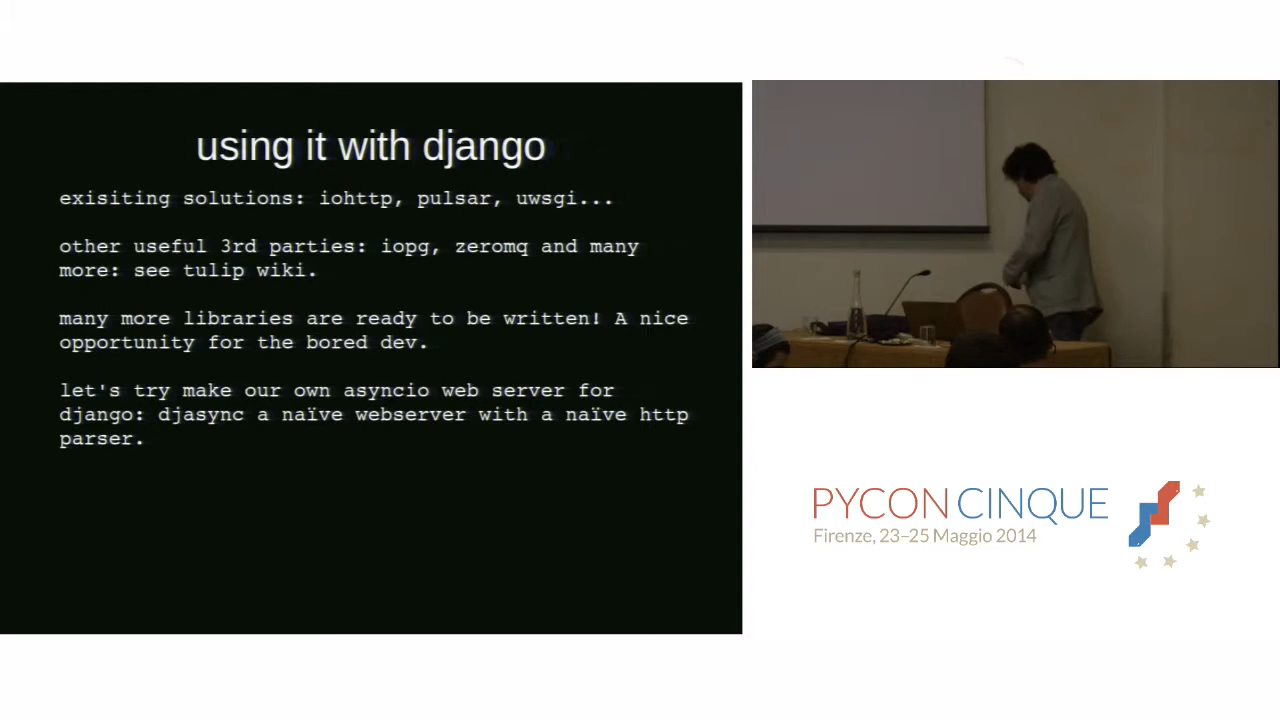 using it with django
exisiting solutions: iohttp, pulsar, uwsgi...
other useful 3rd parties: iopg, zeromq and many
more: see tulip wiki.
many more libraries are ready to be written! A nice
opportunity for the bored dev.
let's try make our own asyncio web server for
django: djasync a naïve webserver with a naïve http
parser.
PYCON CINQUE
Firenze, 23–25 Maggio 2014